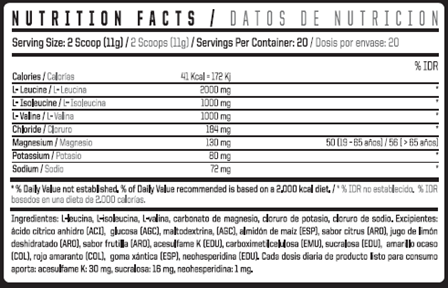 NUTRITION FACTS / DATOS DE NUTRICION
Serving Size: 2 Scoop (11g) / 2 Scoops (11g) / Servings Per Container: 20 / Dosis por envase: 20
% IDR
Calories / Calorías 41 Kcal = 172 Kj
L- Leucine / L- Leucina 2000 mg *
L- Isoleucine / L- Isoleucina 1000 mg *
L- Valine / L- Valina 1000 mg *
Chloride / Cloruro 194 mg *
Magnesium / Magnesio 130 mg 50 (19 - 65 años) / 56 ( > 65 años)
Potassium / Potasio 80 mg *
Sodium / Sodio 72 mg *
* % Daily Value not established. % of Daily Value recommended is based on a 2,000 kcal diet. / * % IDR no establecido. % IDR
basados en una dieta de 2,000 calorías.
Ingredientes: L-leucina, L-isoleucina, L-valina, carbonato de magnesio, cloruro de potasio, cloruro de sodio. Excipientes:
ácido cítrico anhidro (ACI), glucosa (AGC), maltodextrina, (AGC), almidón de maíz (ESP), sabor citrus (ARO), jugo de limón
deshidratado (ARO), sabor frutilla (ARO), acesulfame K (EDU), carboximetilcelulosa (EMU), sucralosa (EDU), amarillo ocaso
(COL), rojo amaranto (COL), goma xántica (ESP), neohesperidina (EDU). Cada dosis diaria de producto listo para consumo
aporta: acesulfame K: 30 mg, sucralosa: 16 mg, neohesperidina: 1 mg.